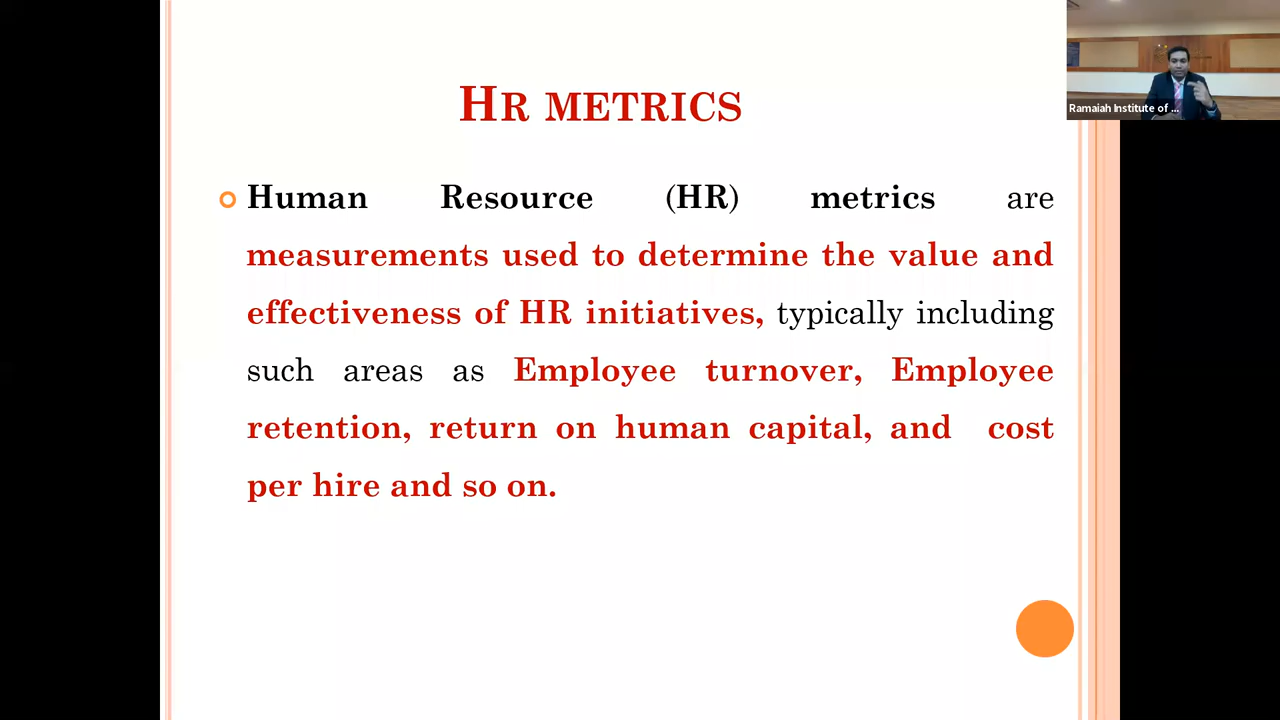 HR METRICS
Human Resource (HR) metrics are
measurements used to determine the value and
effectiveness of HR initiatives, typically including
such areas as Employee turnover, Employee
retention, return on human capital, and cost
per hire and so on.
Ramaiah Institute of ...